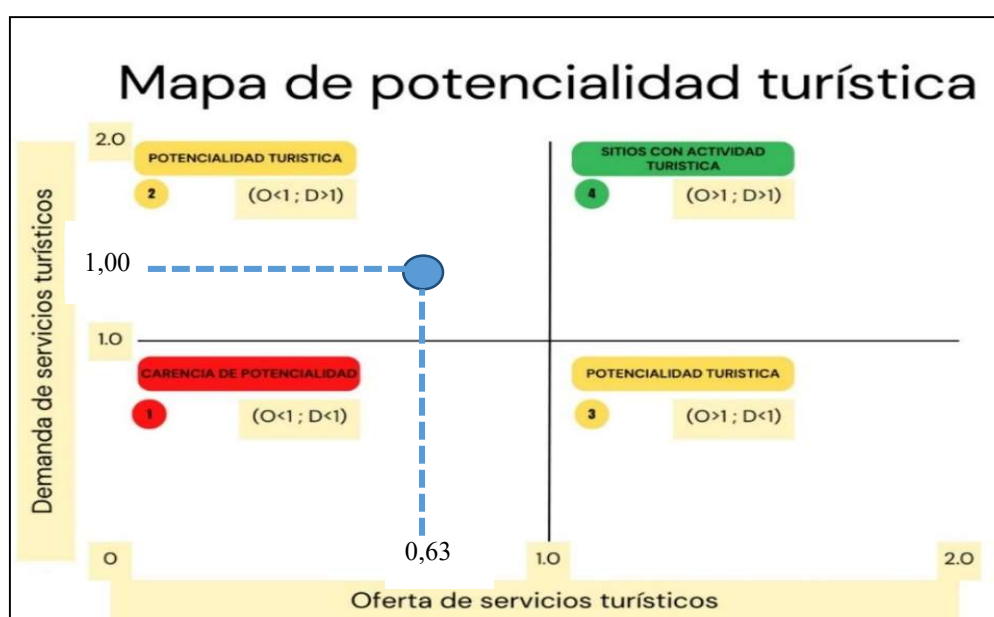 Mapa de potencialidad turística
2.0
POTENCIALIDAD TURISTICA
2
(O<1 ; D>1)
SITIOS CON ACTIVIDAD
TURISTICA
4
(O>1 ; D>1)
Demanda de servicios turísticos
1,00
1.0
CARENCIA DE POTENCIALIDAD
1
(O<1 ; D<1)
POTENCIALIDAD TURISTICA
3
(O>1 ; D<1)
0
0,63
1.0
2.0
Oferta de servicios turísticos